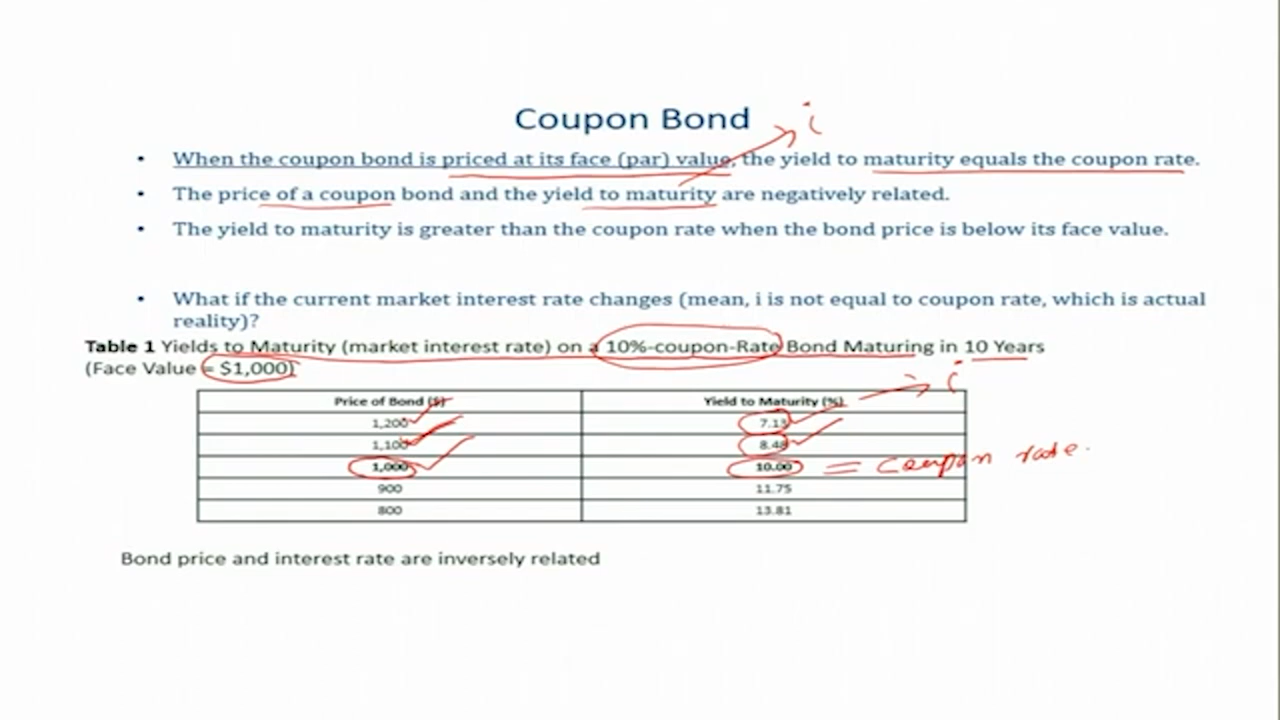 Coupon Bond
i
• When the coupon bond is priced at its face (par) value, the yield to maturity equals the coupon rate.
• The price of a coupon bond and the yield to maturity are negatively related.
• The yield to maturity is greater than the coupon rate when the bond price is below its face value.
• What if the current market interest rate changes (mean, i is not equal to coupon rate, which is actual
reality)?
Table 1 Yields to Maturity (market interest rate) on a 10%-coupon-Rate Bond Maturing in 10 Years
(Face Value = $1,000)
i
Price of Bond ($) Yield to Maturity (%)
1,200 7.13
1,100 8.48
1,000 10.00 = coupon rate.
900 11.75
800 13.81
Bond price and interest rate are inversely related